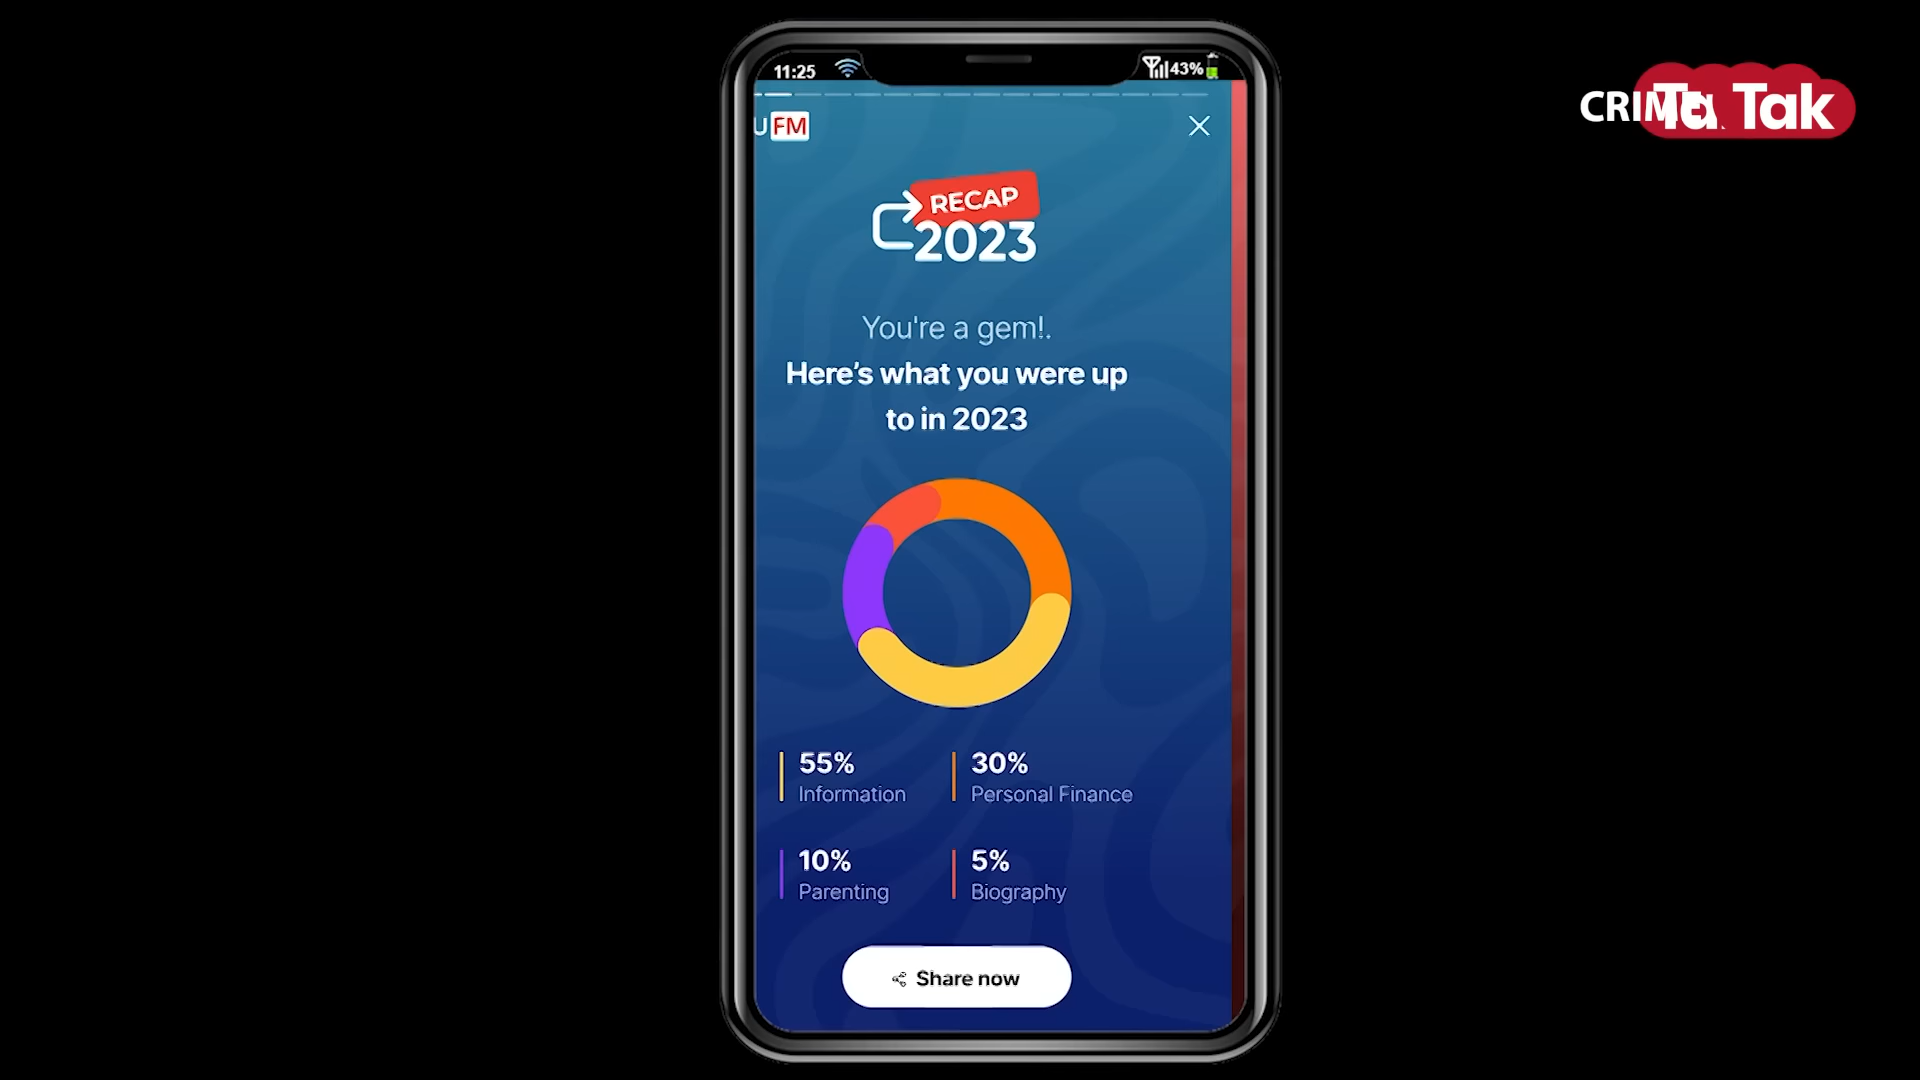 11:25
43%
U FM
RECAP
2023
You're a gem!.
Here's what you were up
to in 2023
55%
Information
30%
Personal Finance
10%
Parenting
5%
Biography
Share now
CRIME Tak